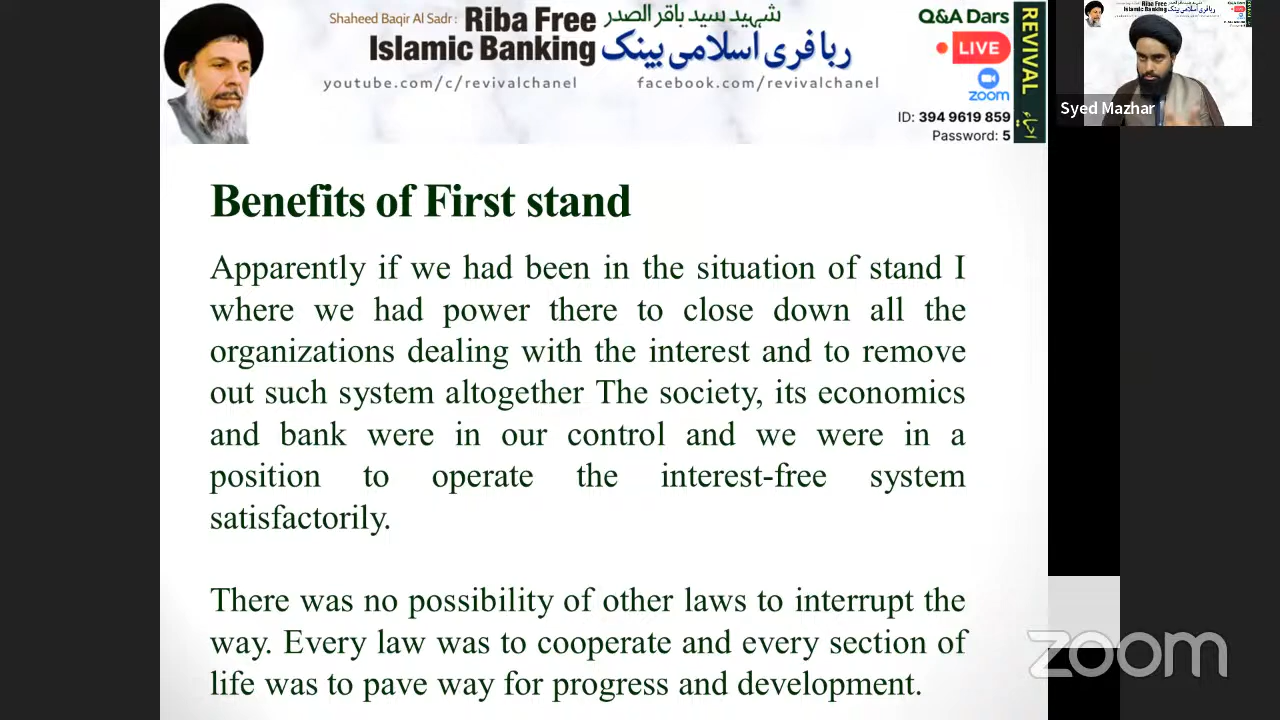 Shaheed Baqir Al Sadr : Riba Free شہید سید باقر الصدر
Islamic Banking ربا فری اسلامی بینک
youtube.com/c/revivalchanel facebook.com/revivalchanel
Q&A Dars
LIVE
zoom
ID: 394 9619 859
Password: 5
REVIVAL احیاء
Syed Mazhar
Benefits of First stand
Apparently if we had been in the situation of stand I
where we had power there to close down all the
organizations dealing with the interest and to remove
out such system altogether The society, its economics
and bank were in our control and we were in a
position to operate the interest-free system
satisfactorily.
There was no possibility of other laws to interrupt the
way. Every law was to cooperate and every section of
life was to pave way for progress and development.
zoom